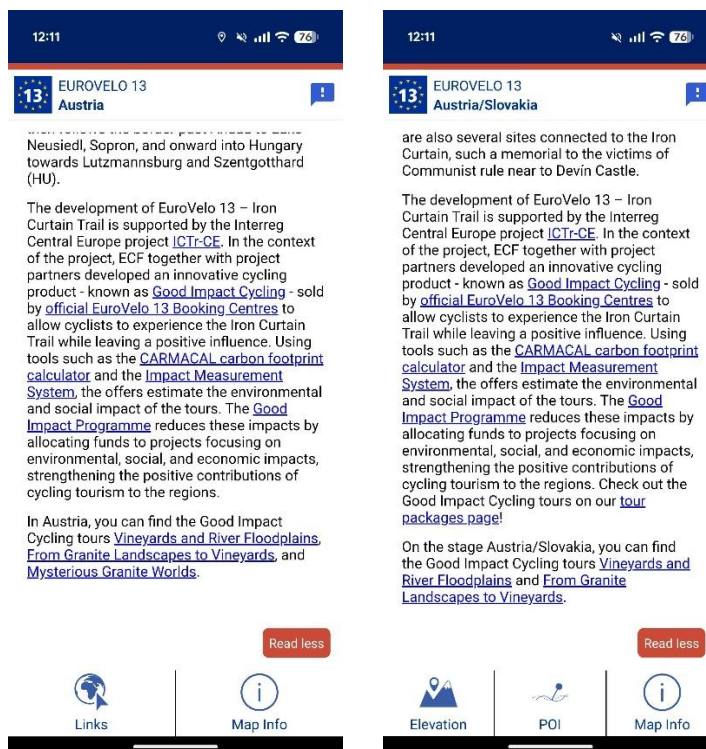 12:11
76
13
EUROVELO 13
Austria
Neusiedl, Sopron, and onward into Hungary
towards Lutzmannsburg and Szentgotthard
(HU).
The development of EuroVelo 13 – Iron
Curtain Trail is supported by the Interreg
Central Europe project ICTr-CE. In the context
of the project, ECF together with project
partners developed an innovative cycling
product - known as Good Impact Cycling - sold
by official EuroVelo 13 Booking Centres to
allow cyclists to experience the Iron Curtain
Trail while leaving a positive influence. Using
tools such as the CARMACAL carbon footprint
calculator and the Impact Measurement
System, the offers estimate the environmental
and social impact of the tours. The Good
Impact Programme reduces these impacts by
allocating funds to projects focusing on
environmental, social, and economic impacts,
strengthening the positive contributions of
cycling tourism to the regions.
In Austria, you can find the Good Impact
Cycling tours Vineyards and River Floodplains,
From Granite Landscapes to Vineyards, and
Mysterious Granite Worlds.
Read less
Links
Map Info
12:11
76
13
EUROVELO 13
Austria/Slovakia
are also several sites connected to the Iron
Curtain, such a memorial to the victims of
Communist rule near to Devín Castle.
The development of EuroVelo 13 – Iron
Curtain Trail is supported by the Interreg
Central Europe project ICTr-CE. In the context
of the project, ECF together with project
partners developed an innovative cycling
product - known as Good Impact Cycling - sold
by official EuroVelo 13 Booking Centres to
allow cyclists to experience the Iron Curtain
Trail while leaving a positive influence. Using
tools such as the CARMACAL carbon footprint
calculator and the Impact Measurement
System, the offers estimate the environmental
and social impact of the tours. The Good
Impact Programme reduces these impacts by
allocating funds to projects focusing on
environmental, social, and economic impacts,
strengthening the positive contributions of
cycling tourism to the regions. Check out the
Good Impact Cycling tours on our tour
packages page!
On the stage Austria/Slovakia, you can find
the Good Impact Cycling tours Vineyards and
River Floodplains and From Granite
Landscapes to Vineyards.
Read less
Elevation
POI
Map Info